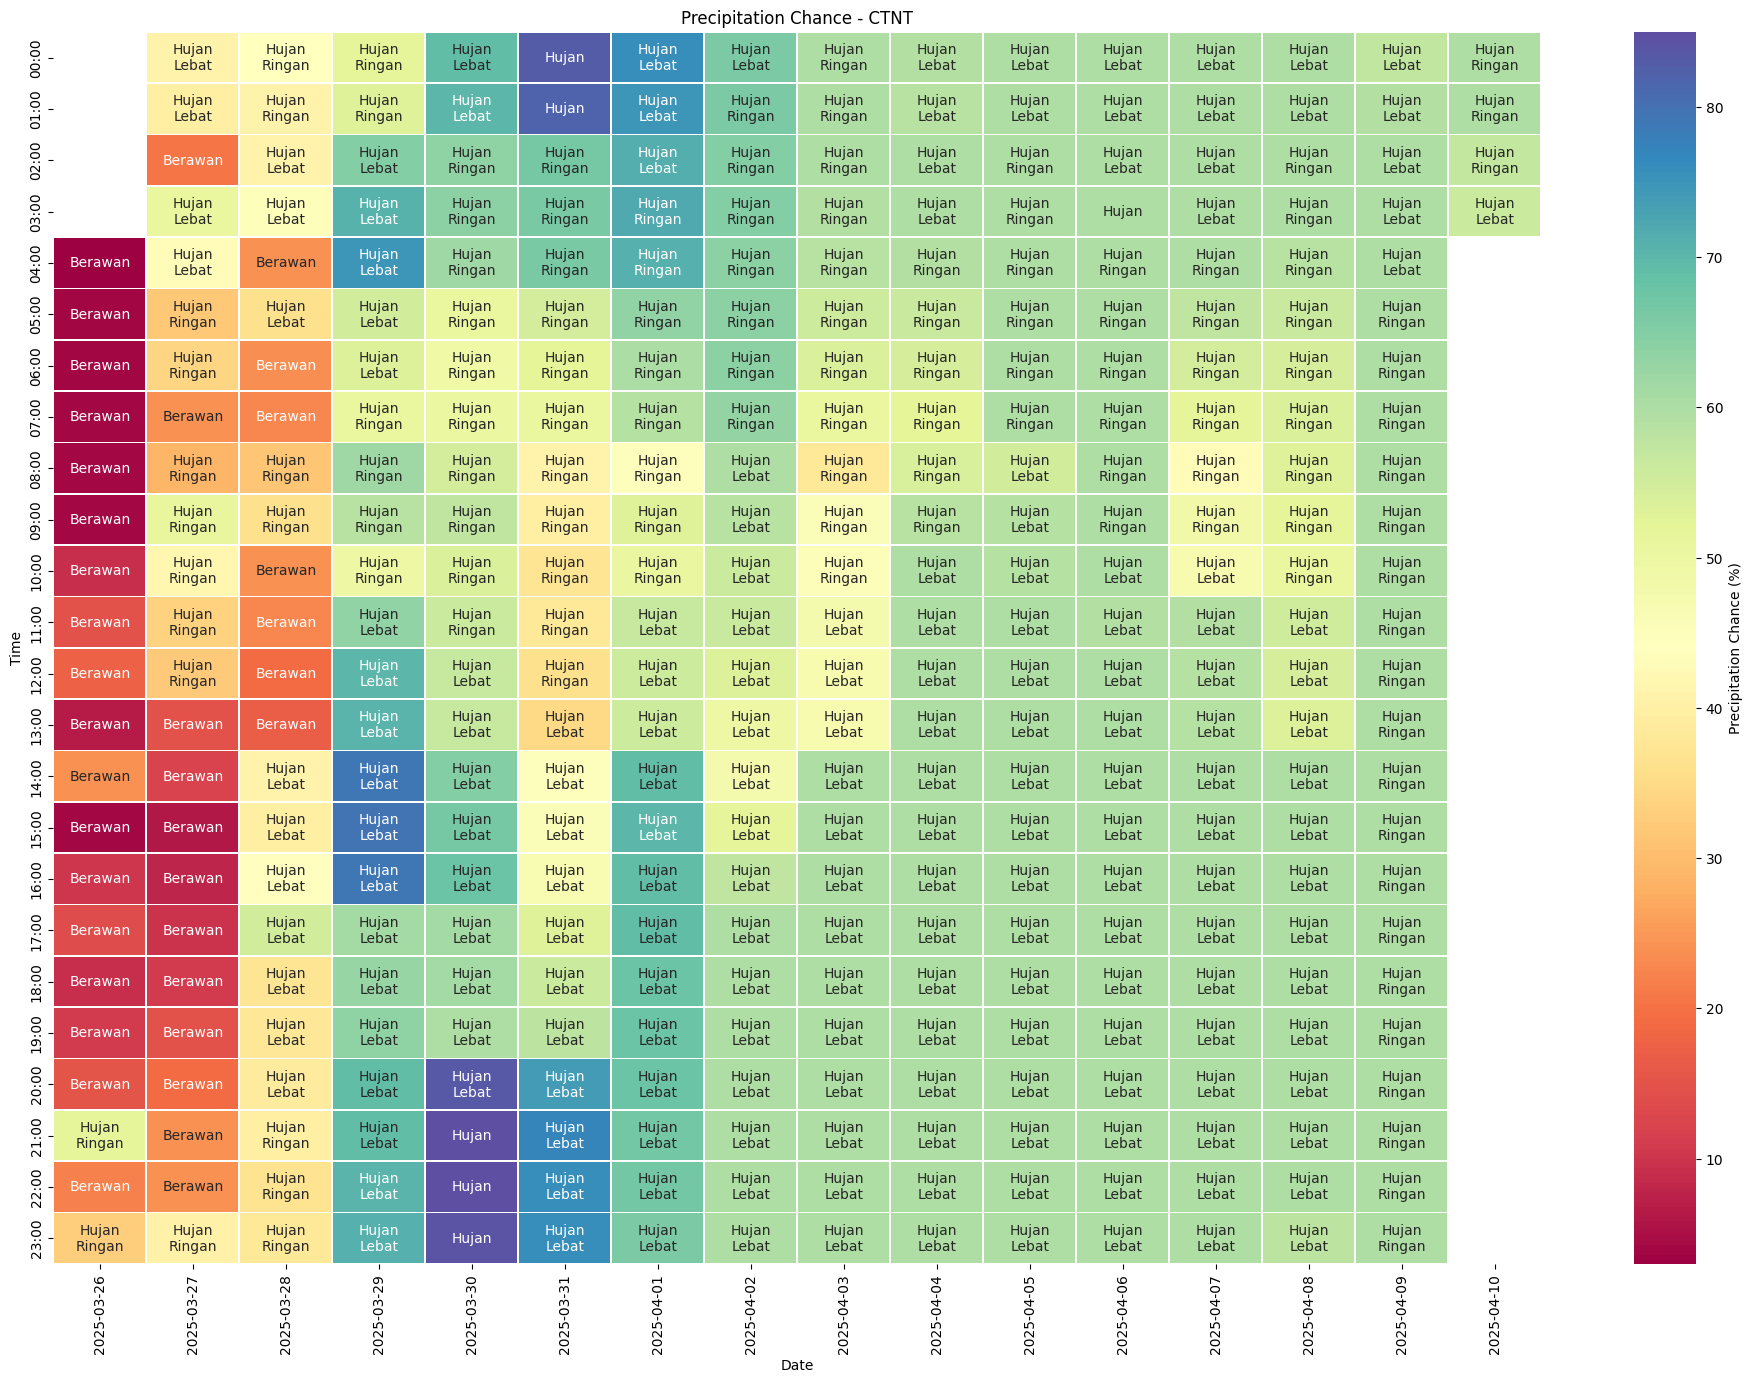 Precipitation Chance - CTNT
00:00 Hujan Lebat Hujan Ringan Hujan Ringan Hujan Lebat Hujan Hujan Lebat Hujan Lebat Hujan Ringan Hujan Lebat Hujan Lebat Hujan Lebat Hujan Lebat Hujan Lebat Hujan Lebat Hujan Ringan
01:00 Hujan Lebat Hujan Ringan Hujan Ringan Hujan Lebat Hujan Hujan Lebat Hujan Ringan Hujan Ringan Hujan Lebat Hujan Ringan Hujan Lebat Hujan Lebat Hujan Lebat Hujan Lebat Hujan Ringan
02:00 Berawan Hujan Lebat Hujan Lebat Hujan Ringan Hujan Ringan Hujan Lebat Hujan Ringan Hujan Ringan Hujan Lebat Hujan Ringan Hujan Lebat Hujan Lebat Hujan Ringan Hujan Lebat Hujan Ringan
03:00 Hujan Lebat Hujan Lebat Hujan Lebat Hujan Ringan Hujan Ringan Hujan Ringan Hujan Ringan Hujan Ringan Hujan Lebat Hujan Ringan Hujan Hujan Lebat Hujan Ringan Hujan Lebat Hujan Lebat
04:00 Berawan Hujan Lebat Berawan Hujan Lebat Hujan Ringan Hujan Ringan Hujan Ringan Hujan Ringan Hujan Ringan Hujan Ringan Hujan Ringan Hujan Ringan Hujan Ringan Hujan Ringan Hujan Lebat
05:00 Berawan Hujan Ringan Hujan Lebat Hujan Lebat Hujan Ringan Hujan Ringan Hujan Ringan Hujan Ringan Hujan Ringan Hujan Ringan Hujan Ringan Hujan Ringan Hujan Ringan Hujan Ringan Hujan Ringan
06:00 Berawan Hujan Ringan Berawan Hujan Lebat Hujan Ringan Hujan Ringan Hujan Ringan Hujan Ringan Hujan Ringan Hujan Ringan Hujan Ringan Hujan Ringan Hujan Ringan Hujan Ringan Hujan Ringan
07:00 Berawan Berawan Berawan Hujan Ringan Hujan Ringan Hujan Ringan Hujan Ringan Hujan Ringan Hujan Ringan Hujan Ringan Hujan Ringan Hujan Ringan Hujan Ringan Hujan Ringan Hujan Ringan
08:00 Berawan Hujan Ringan Hujan Ringan Hujan Ringan Hujan Ringan Hujan Ringan Hujan Ringan Hujan Lebat Hujan Ringan Hujan Ringan Hujan Lebat Hujan Ringan Hujan Ringan Hujan Ringan Hujan Ringan
09:00 Berawan Hujan Ringan Hujan Ringan Hujan Ringan Hujan Ringan Hujan Ringan Hujan Ringan Hujan Lebat Hujan Ringan Hujan Ringan Hujan Lebat Hujan Ringan Hujan Ringan Hujan Ringan Hujan Ringan
10:00 Berawan Hujan Ringan Berawan Hujan Ringan Hujan Ringan Hujan Ringan Hujan Ringan Hujan Lebat Hujan Ringan Hujan Lebat Hujan Lebat Hujan Lebat Hujan Lebat Hujan Ringan Hujan Ringan
11:00 Berawan Hujan Ringan Berawan Hujan Lebat Hujan Ringan Hujan Ringan Hujan Lebat Hujan Lebat Hujan Lebat Hujan Lebat Hujan Lebat Hujan Lebat Hujan Lebat Hujan Lebat Hujan Ringan
12:00 Berawan Hujan Ringan Berawan Hujan Lebat Hujan Lebat Hujan Ringan Hujan Lebat Hujan Lebat Hujan Lebat Hujan Lebat Hujan Lebat Hujan Lebat Hujan Lebat Hujan Lebat Hujan Ringan
13:00 Berawan Berawan Berawan Hujan Lebat Hujan Lebat Hujan Lebat Hujan Lebat Hujan Lebat Hujan Lebat Hujan Lebat Hujan Lebat Hujan Lebat Hujan Lebat Hujan Lebat Hujan Ringan
14:00 Berawan Berawan Hujan Lebat Hujan Lebat Hujan Lebat Hujan Lebat Hujan Lebat Hujan Lebat Hujan Lebat Hujan Lebat Hujan Lebat Hujan Lebat Hujan Lebat Hujan Lebat Hujan Ringan
15:00 Berawan Berawan Hujan Lebat Hujan Lebat Hujan Lebat Hujan Lebat Hujan Lebat Hujan Lebat Hujan Lebat Hujan Lebat Hujan Lebat Hujan Lebat Hujan Lebat Hujan Lebat Hujan Ringan
16:00 Berawan Berawan Hujan Lebat Hujan Lebat Hujan Lebat Hujan Lebat Hujan Lebat Hujan Lebat Hujan Lebat Hujan Lebat Hujan Lebat Hujan Lebat Hujan Lebat Hujan Lebat Hujan Ringan
17:00 Berawan Berawan Hujan Lebat Hujan Lebat Hujan Lebat Hujan Lebat Hujan Lebat Hujan Lebat Hujan Lebat Hujan Lebat Hujan Lebat Hujan Lebat Hujan Lebat Hujan Lebat Hujan Ringan
18:00 Berawan Berawan Hujan Lebat Hujan Lebat Hujan Lebat Hujan Lebat Hujan Lebat Hujan Lebat Hujan Lebat Hujan Lebat Hujan Lebat Hujan Lebat Hujan Lebat Hujan Lebat Hujan Ringan
19:00 Berawan Berawan Hujan Lebat Hujan Lebat Hujan Lebat Hujan Lebat Hujan Lebat Hujan Lebat Hujan Lebat Hujan Lebat Hujan Lebat Hujan Lebat Hujan Lebat Hujan Lebat Hujan Ringan
20:00 Berawan Berawan Hujan Lebat Hujan Lebat Hujan Lebat Hujan Lebat Hujan Lebat Hujan Lebat Hujan Lebat Hujan Lebat Hujan Lebat Hujan Lebat Hujan Lebat Hujan Lebat Hujan Ringan
21:00 Hujan Ringan Berawan Hujan Ringan Hujan Lebat Hujan Hujan Lebat Hujan Lebat Hujan Lebat Hujan Lebat Hujan Lebat Hujan Lebat Hujan Lebat Hujan Lebat Hujan Lebat Hujan Ringan
22:00 Berawan Berawan Hujan Ringan Hujan Lebat Hujan Hujan Lebat Hujan Lebat Hujan Lebat Hujan Lebat Hujan Lebat Hujan Lebat Hujan Lebat Hujan Lebat Hujan Lebat Hujan Ringan
23:00 Hujan Ringan Hujan Ringan Hujan Ringan Hujan Lebat Hujan Hujan Lebat Hujan Lebat Hujan Lebat Hujan Lebat Hujan Lebat Hujan Lebat Hujan Lebat Hujan Lebat Hujan Lebat Hujan Ringan
Time
2025-03-26 2025-03-27 2025-03-28 2025-03-29 2025-03-30 2025-03-31 2025-04-01 2025-04-02 2025-04-03 2025-04-04 2025-04-05 2025-04-06 2025-04-07 2025-04-08 2025-04-09 2025-04-10
Date
80
70
60
50
40
30
20
10
Precipitation Chance (%)